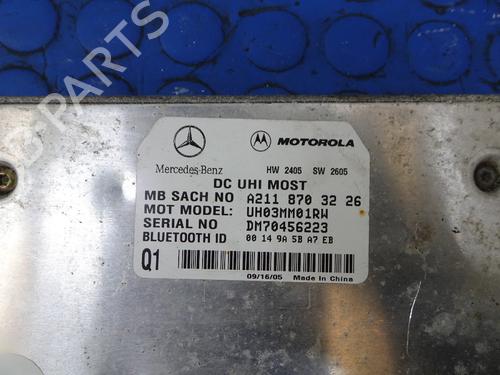 B-PARTS
MOTOROLA
Mercedes-Benz HW 2405 SW 2605
DC UHI MOST
MB SACH NO A211 870 32 26
MOT MODEL: UH03MM01RW
SERIAL NO DM70456223
BLUETOOTH ID 00 14 9A 5B A7 EB
Q1
09/16/05 Made In China